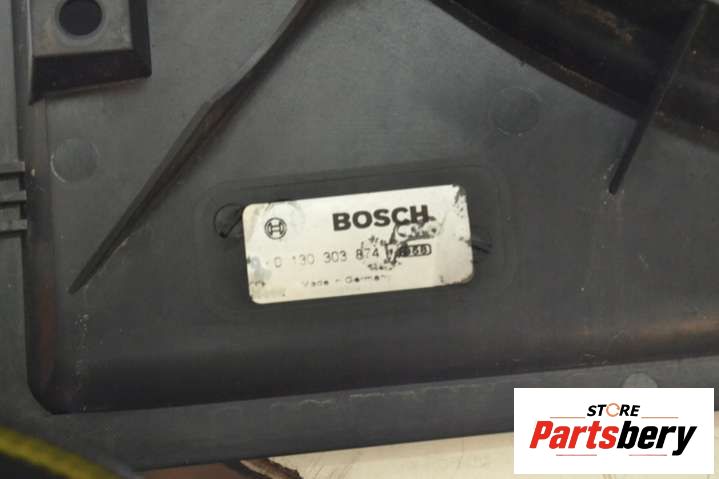 BOSCH
0 130 303 874
Made in Germany
STORE
Partsbery